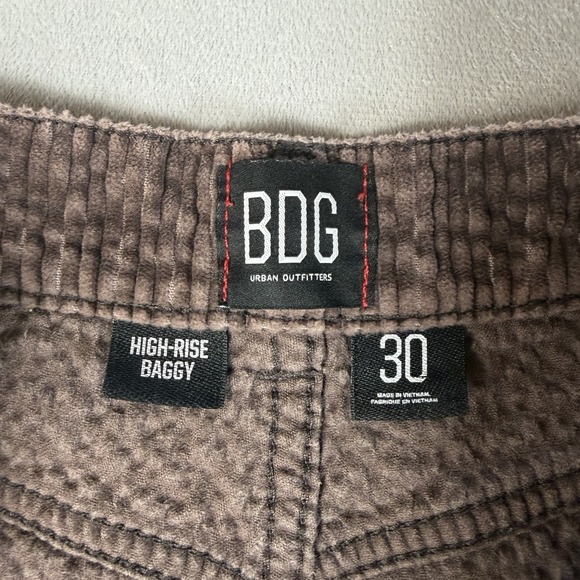 BDG
URBAN OUTFITTERS
HIGH-RISE
BAGGY
30
MADE IN VIETNAM
FABRIQUÉ EN VIETNAM